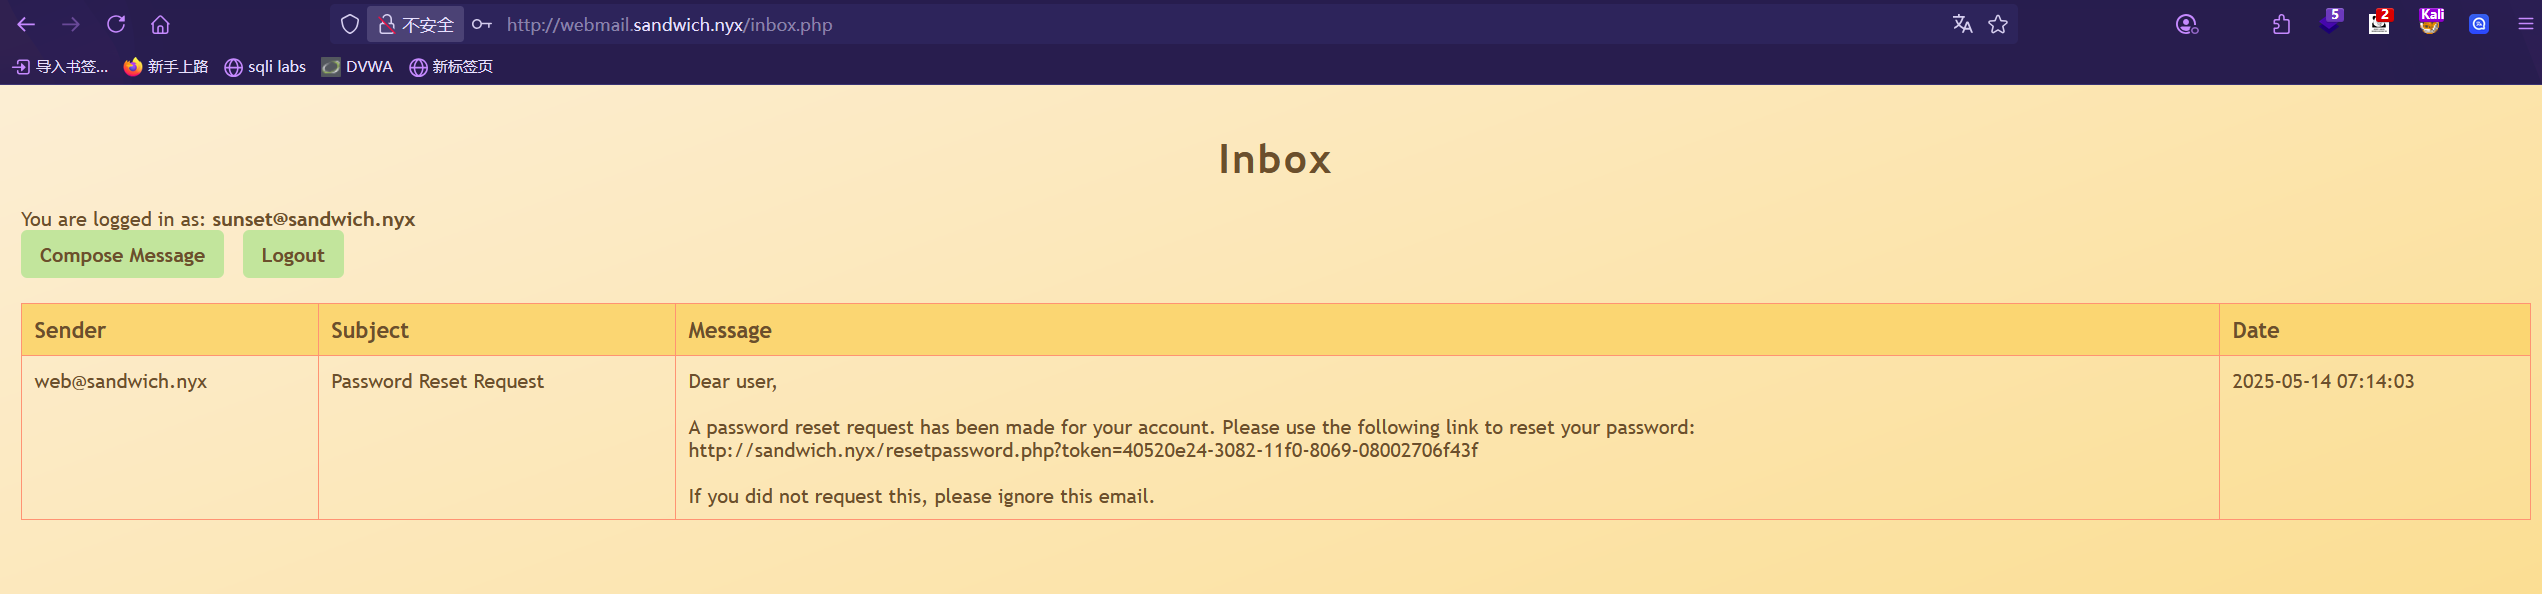 不安全 http://webmail.sandwich.nyx/inbox.php 5 2 Kali
导入书签... 新手上路 sqli labs DVWA 新标签页
Inbox
You are logged in as: sunset@sandwich.nyx
Compose Message Logout
Sender Subject Message Date
web@sandwich.nyx Password Reset Request Dear user, 2025-05-14 07:14:03
A password reset request has been made for your account. Please use the following link to reset your password:
http://sandwich.nyx/resetpassword.php?token=40520e24-3082-11f0-8069-08002706f43f
If you did not request this, please ignore this email.